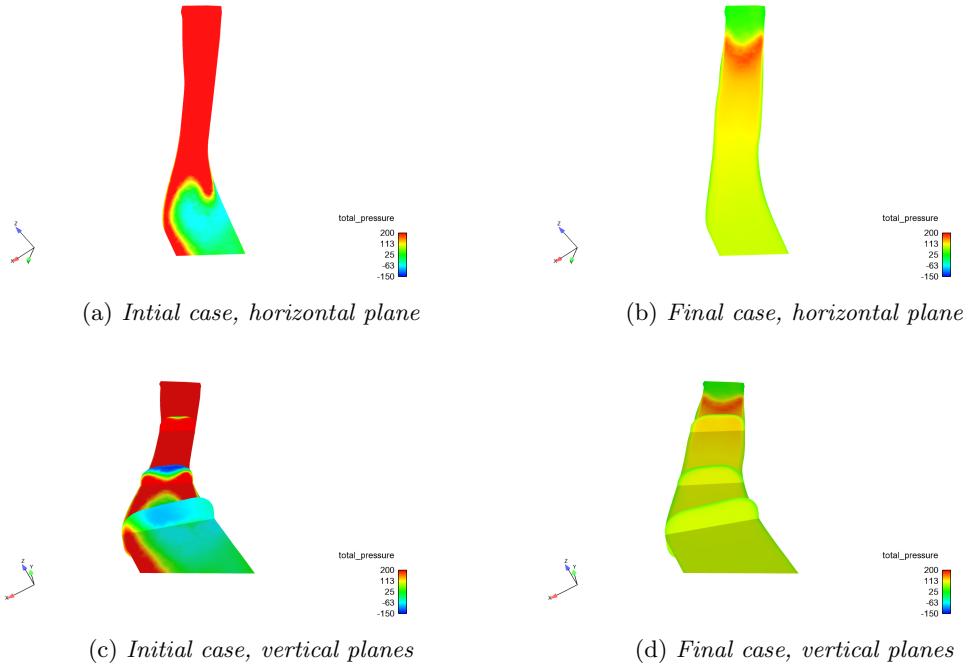 total_pressure
200
113
25
-63
-150
Z
X
Y
total_pressure
200
113
25
-63
-150
Z
X
Y
(a) Intial case, horizontal plane
(b) Final case, horizontal plane
total_pressure
200
113
25
-63
-150
Z
Y
X
total_pressure
200
113
25
-63
-150
Z
Y
X
(c) Initial case, vertical planes
(d) Final case, vertical planes